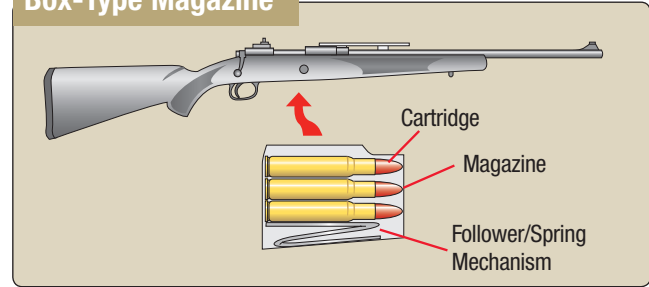 Box-Type Magazine
Cartridge
Magazine
Follower/Spring
Mechanism